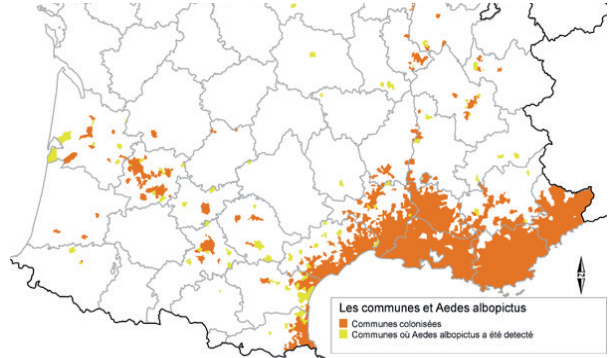 Les communes et Aedes albopictus
Communes colonisées
Communes où Aedes albopictus a été detecté